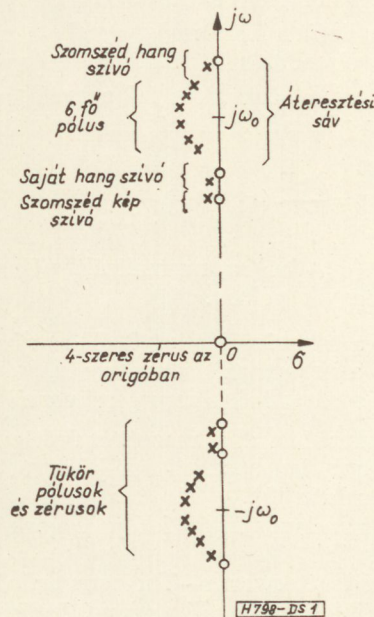 jω
Szomszéd, hang
szívó
6 fő
pólus
jω₀
Áteresztési
sáv
Saját hang szívó
Szomszéd kép
szívó
4-szeres zérus az
origóban
0
σ
Tükör
pólusok
és zérusok
-jω₀
H798-DS 1